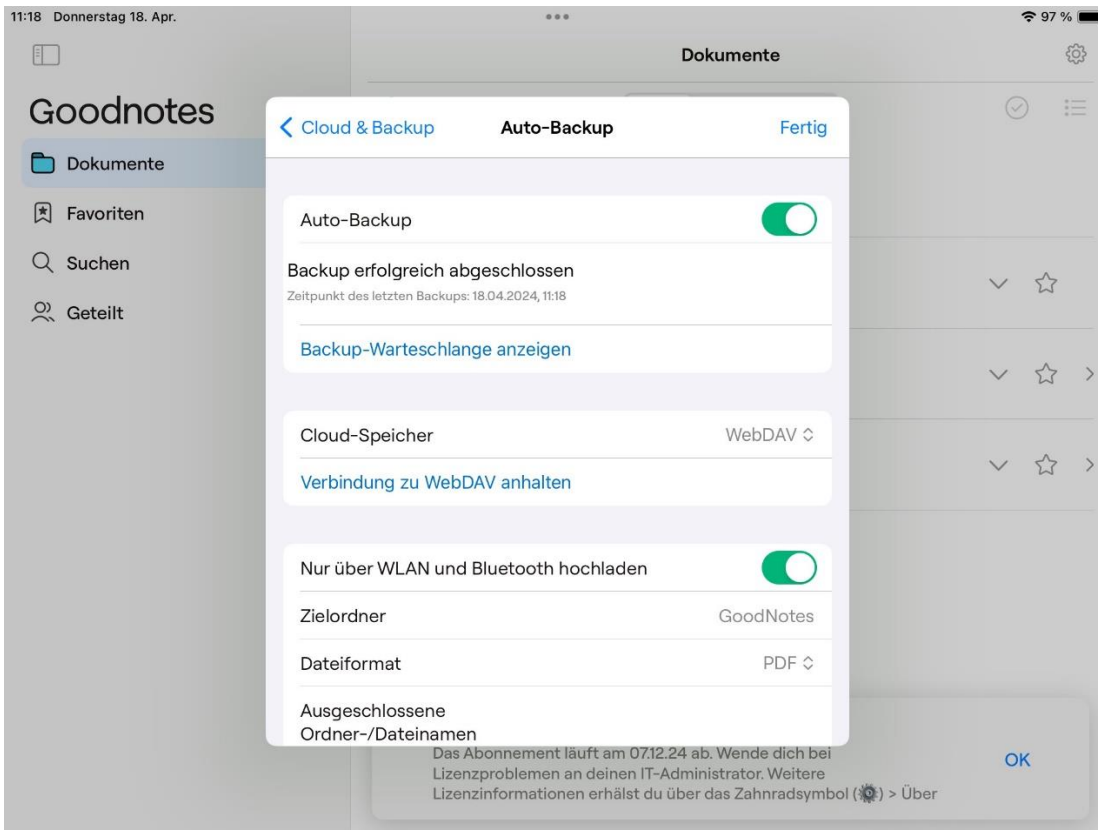 11:18 Donnerstag 18. Apr.
97 %
Dokumente
Goodnotes
Dokumente
Favoriten
Suchen
Geteilt
Cloud & Backup
Auto-Backup
Fertig
Auto-Backup
Backup erfolgreich abgeschlossen
Zeitpunkt des letzten Backups: 18.04.2024, 11:18
Backup-Warteschlange anzeigen
Cloud-Speicher
WebDAV
Verbindung zu WebDAV anhalten
Nur über WLAN und Bluetooth hochladen
Zielordner
GoodNotes
Dateiformat
PDF
Ausgeschlossene
Ordner-/Dateinamen
Das Abonnement läuft am 07.12.24 ab. Wende dich bei
Lizenzproblemen an deinen IT-Administrator. Weitere
Lizenzinformationen erhälst du über das Zahnradsymbol (⚙) > Über
OK